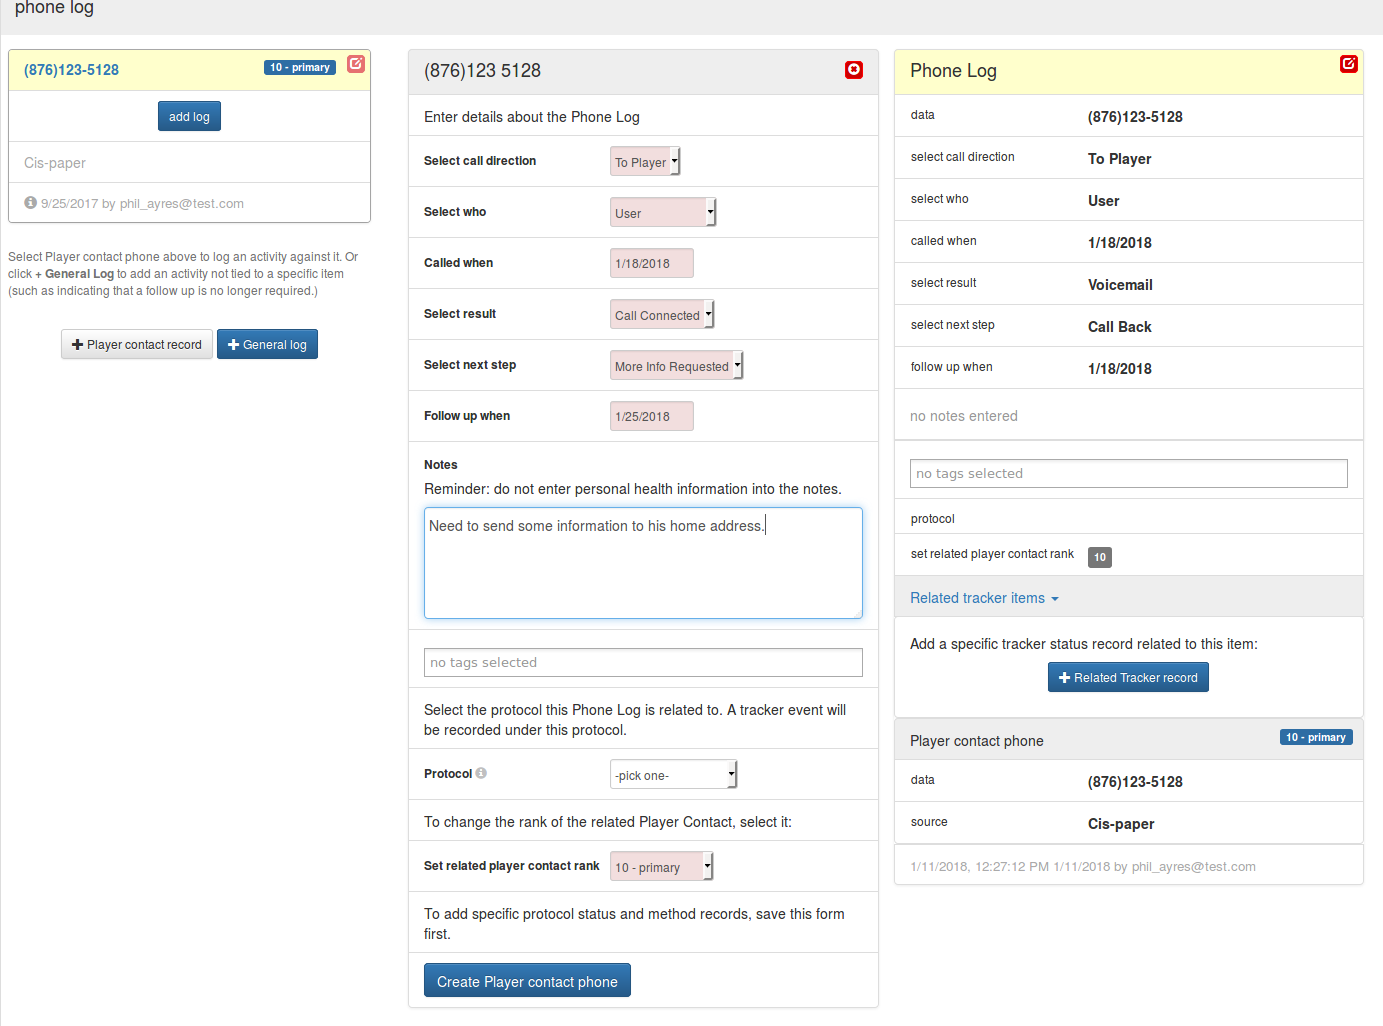 phone log
(876)123-5128
10 - primary
add log
Cis-paper
9/25/2017 by phil_ayres@test.com
Select Player contact phone above to log an activity against it. Or
click + General Log to add an activity not tied to a specific item
(such as indicating that a follow up is no longer required.)
+ Player contact record
+ General log
(876)123 5128
Enter details about the Phone Log
Select call direction
To Player
Select who
User
Called when
1/18/2018
Select result
Call Connected
Select next step
More Info Requested
Follow up when
1/25/2018
Notes
Reminder: do not enter personal health information into the notes.
Need to send some information to his home address.
no tags selected
Select the protocol this Phone Log is related to. A tracker event will
be recorded under this protocol.
Protocol
-pick one-
To change the rank of the related Player Contact, select it:
Set related player contact rank
10 - primary
To add specific protocol status and method records, save this form
first.
Create Player contact phone
Phone Log
data
(876)123-5128
select call direction
To Player
select who
User
called when
1/18/2018
select result
Voicemail
select next step
Call Back
follow up when
1/18/2018
no notes entered
no tags selected
protocol
set related player contact rank
10
Related tracker items
Add a specific tracker status record related to this item:
+ Related Tracker record
Player contact phone
10 - primary
data
(876)123-5128
source
Cis-paper
1/11/2018, 12:27:12 PM 1/11/2018 by phil_ayres@test.com